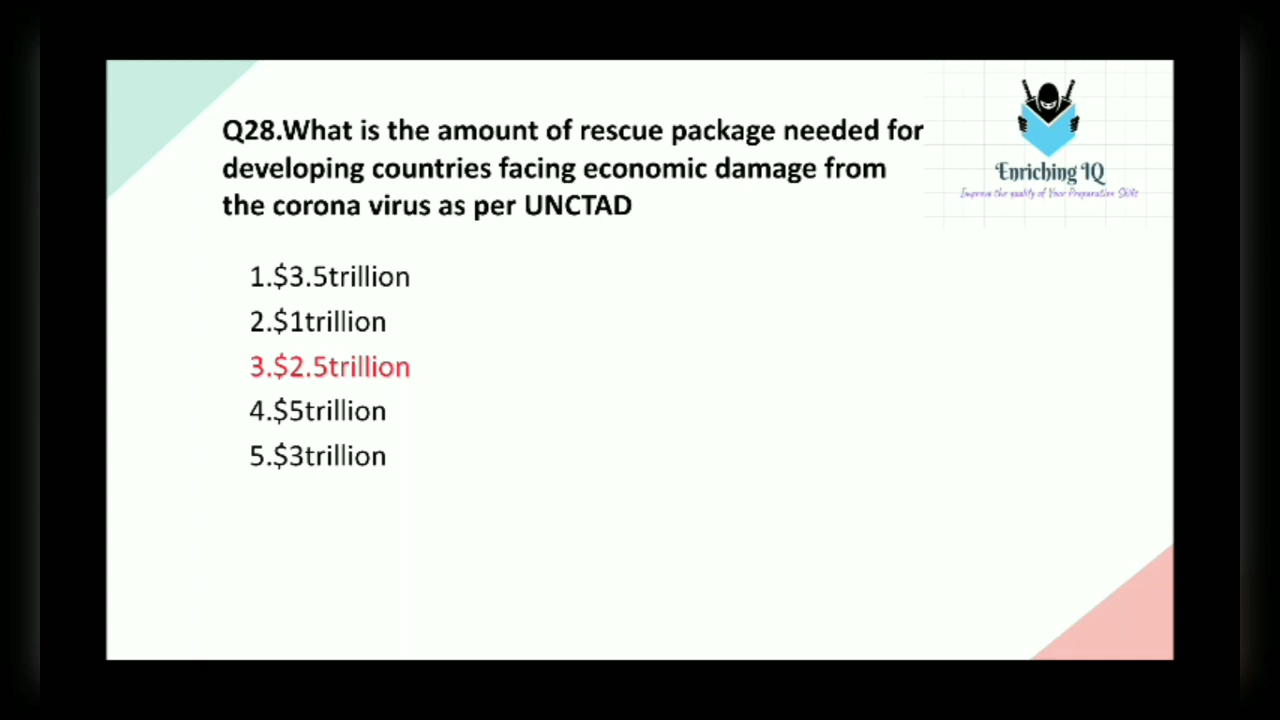 Q28.What is the amount of rescue package needed for
developing countries facing economic damage from
the corona virus as per UNCTAD
Enriching IQ
Improve the quality of Your Preparation Skills
1.$3.5trillion
2.$1trillion
3.$2.5trillion
4.$5trillion
5.$3trillion